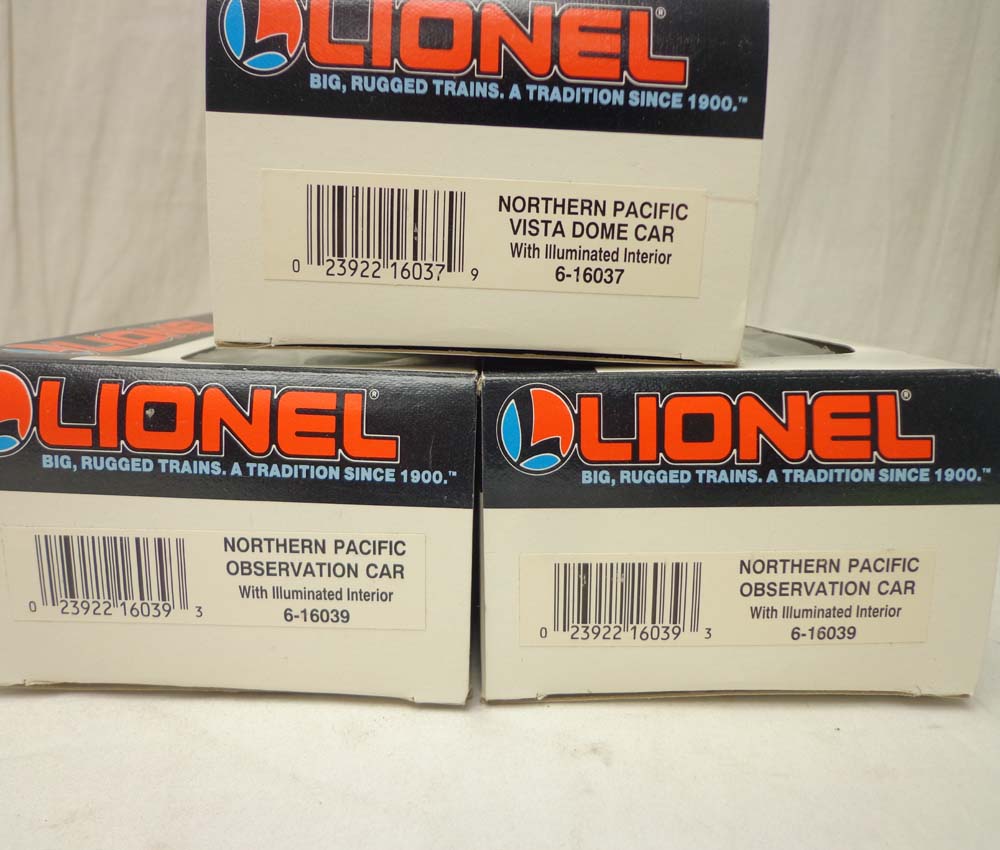 LIONEL®
BIG, RUGGED TRAINS. A TRADITION SINCE 1900.™
NORTHERN PACIFIC
VISTA DOME CAR
With Illuminated Interior
6-16037
0 23922 16037 9
LIONEL
LIONEL®
BIG, RUGGED TRAINS. A TRADITION SINCE 1900.™
NORTHERN PACIFIC
OBSERVATION CAR
With Illuminated Interior
6-16039
0 23922 16039 3
LIONEL®
BIG, RUGGED TRAINS. A TRADITION SINCE 1900.™
NORTHERN PACIFIC
OBSERVATION CAR
With Illuminated Interior
6-16039
0 23922 16039 3